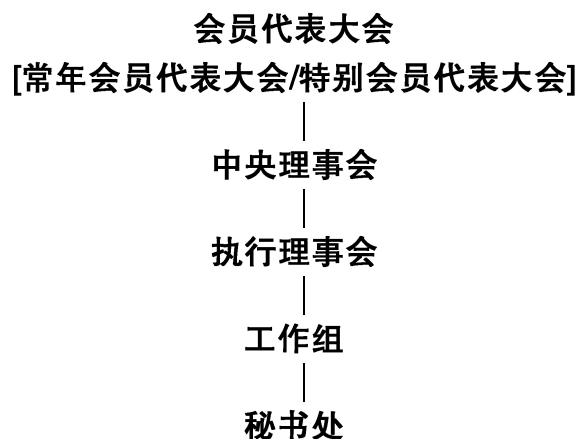 会员代表大会
[常年会员代表大会/特别会员代表大会]
中央理事会
执行理事会
工作组
秘书处